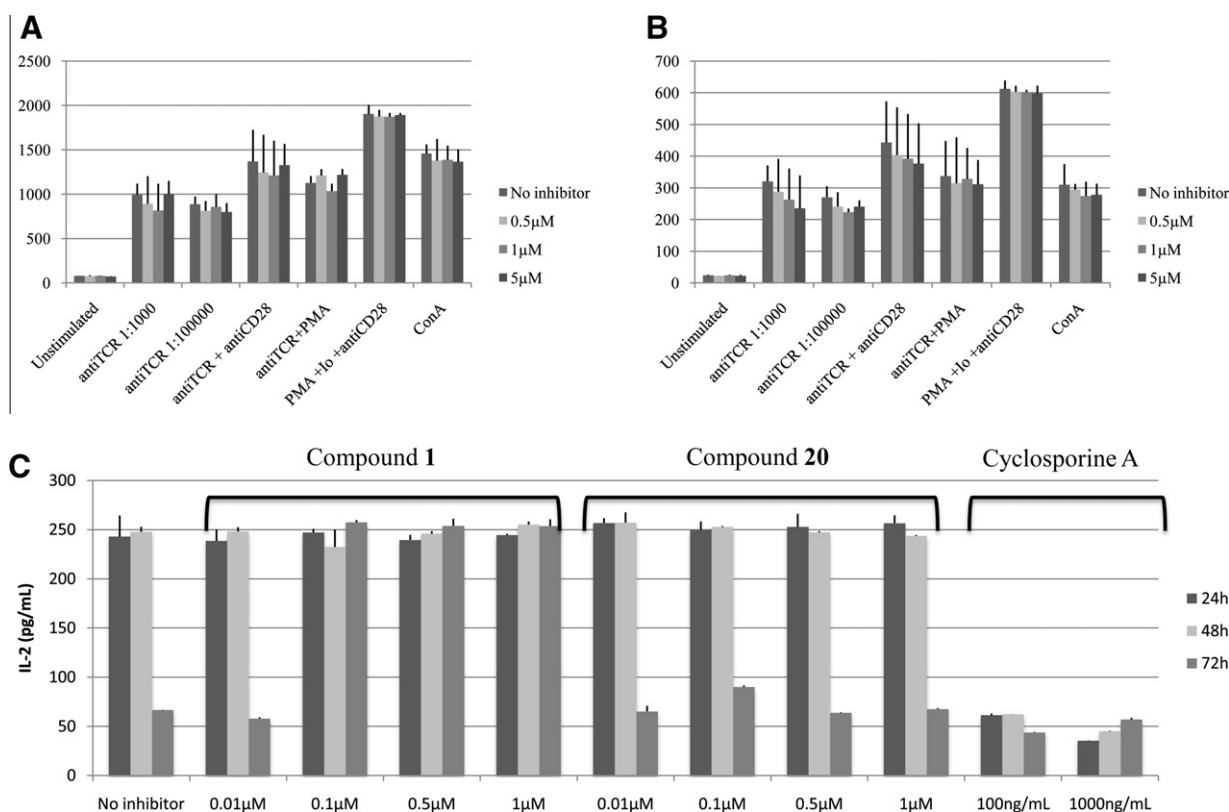 A
2500
2000
1500
1000
500
0
Unstimulated
antiTCR 1:1000
antiTCR 1:100000
antiTCR + antiCD28
antiTCR+PMA
PMA +Io +antiCD28
ConA
No inhibitor
0.5µM
1µM
5µM
B
700
600
500
400
300
200
100
0
Unstimulated
antiTCR 1:1000
antiTCR 1:100000
antiTCR + antiCD28
antiTCR+PMA
PMA +Io +antiCD28
ConA
No inhibitor
0.5µM
1µM
5µM
C
Compound 1
Compound 20
Cyclosporine A
IL-2 (pg/mL)
300
250
200
150
100
50
0
No inhibitor
0.01µM
0.1µM
0.5µM
1µM
0.01µM
0.1µM
0.5µM
1µM
100ng/mL
1000ng/mL
24h
48h
72h